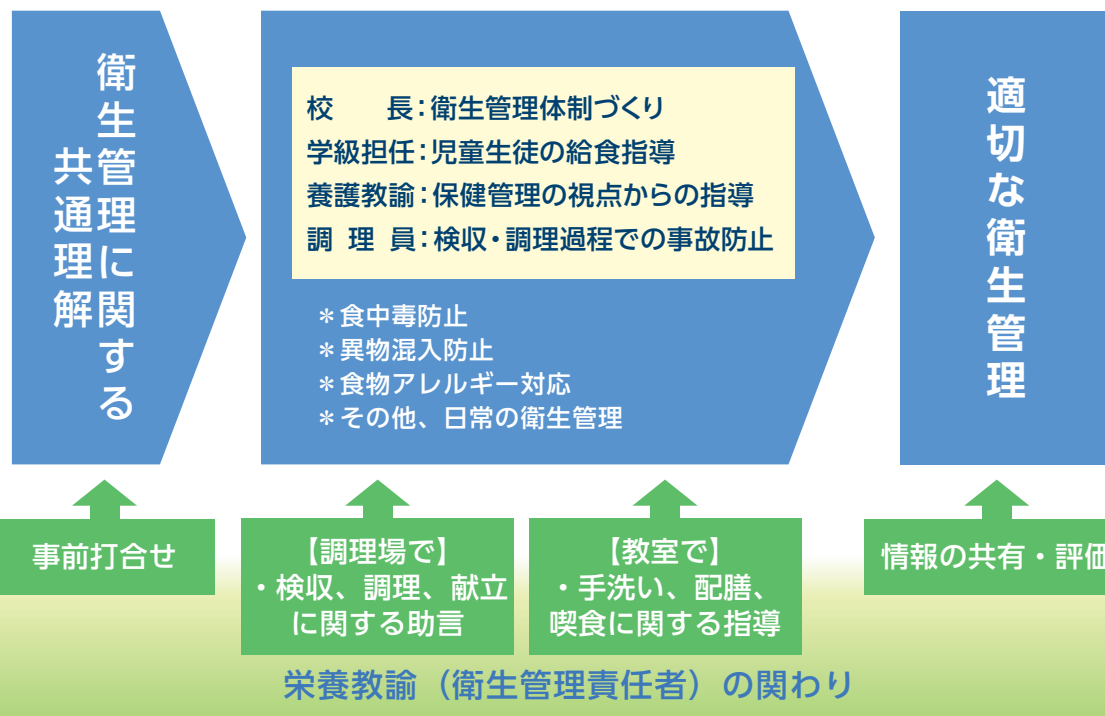 衛生管理に関する
共通理解
校　　長：衛生管理体制づくり
学級担任：児童生徒の給食指導
養護教諭：保健管理の視点からの指導
調 理 員：検収・調理過程での事故防止
＊食中毒防止
＊異物混入防止
＊食物アレルギー対応
＊その他、日常の衛生管理
適切な衛生管理
事前打合せ
【調理場で】
・検収、調理、献立
に関する助言
【教室で】
・手洗い、配膳、
喫食に関する指導
情報の共有・評価
栄養教諭（衛生管理責任者）の関わり